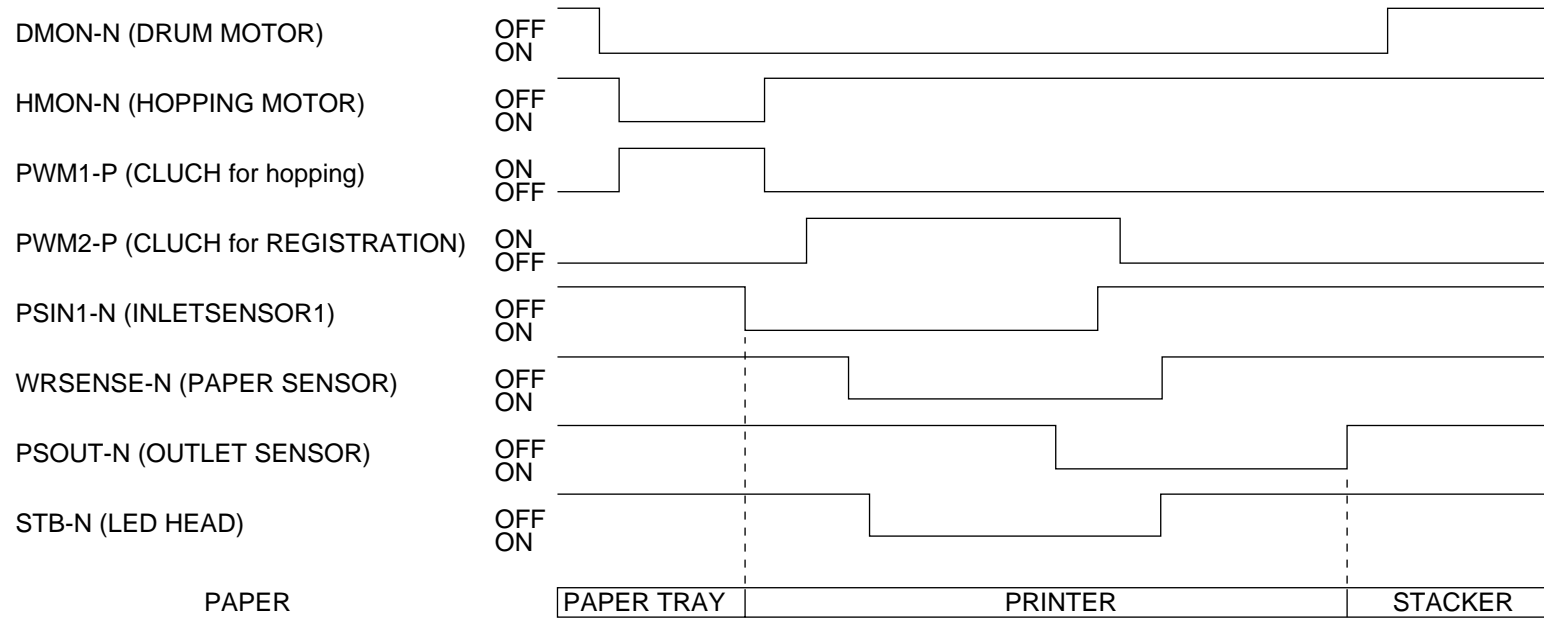 DMON-N (DRUM MOTOR) OFF
ON
HMON-N (HOPPING MOTOR) OFF
ON
PWM1-P (CLUCH for hopping) ON
OFF
PWM2-P (CLUCH for REGISTRATION) ON
OFF
PSIN1-N (INLETSENSOR1) OFF
ON
WRSENSE-N (PAPER SENSOR) OFF
ON
PSOUT-N (OUTLET SENSOR) OFF
ON
STB-N (LED HEAD) OFF
ON
PAPER PAPER TRAY PRINTER STACKER